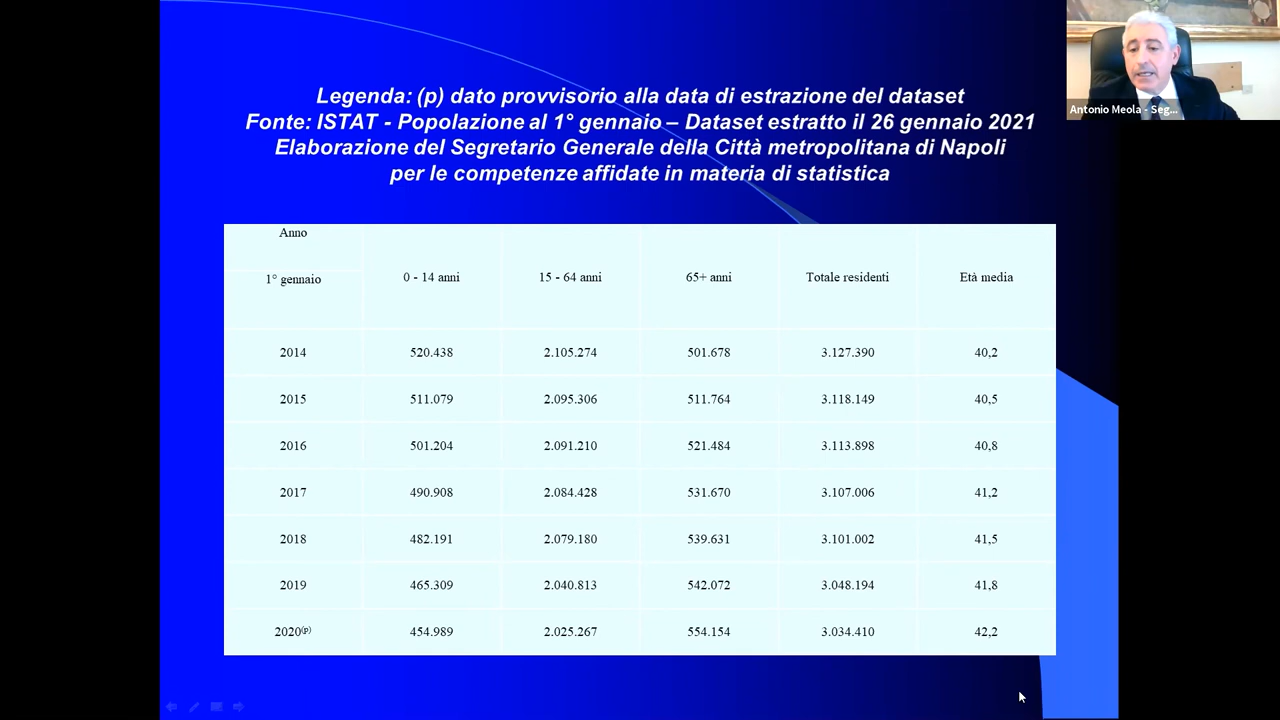 Legenda: (p) dato provvisorio alla data di estrazione del dataset
Fonte: ISTAT - Popolazione al 1° gennaio – Dataset estratto il 26 gennaio 2021
Elaborazione del Segretario Generale della Città metropolitana di Napoli
per le competenze affidate in materia di statistica
Antonio Meola - Seg...
Anno
1° gennaio 0 - 14 anni 15 - 64 anni 65+ anni Totale residenti Età media
2014 520.438 2.105.274 501.678 3.127.390 40,2
2015 511.079 2.095.306 511.764 3.118.149 40,5
2016 501.204 2.091.210 521.484 3.113.898 40,8
2017 490.908 2.084.428 531.670 3.107.006 41,2
2018 482.191 2.079.180 539.631 3.101.002 41,5
2019 465.309 2.040.813 542.072 3.048.194 41,8
2020(p) 454.989 2.025.267 554.154 3.034.410 42,2